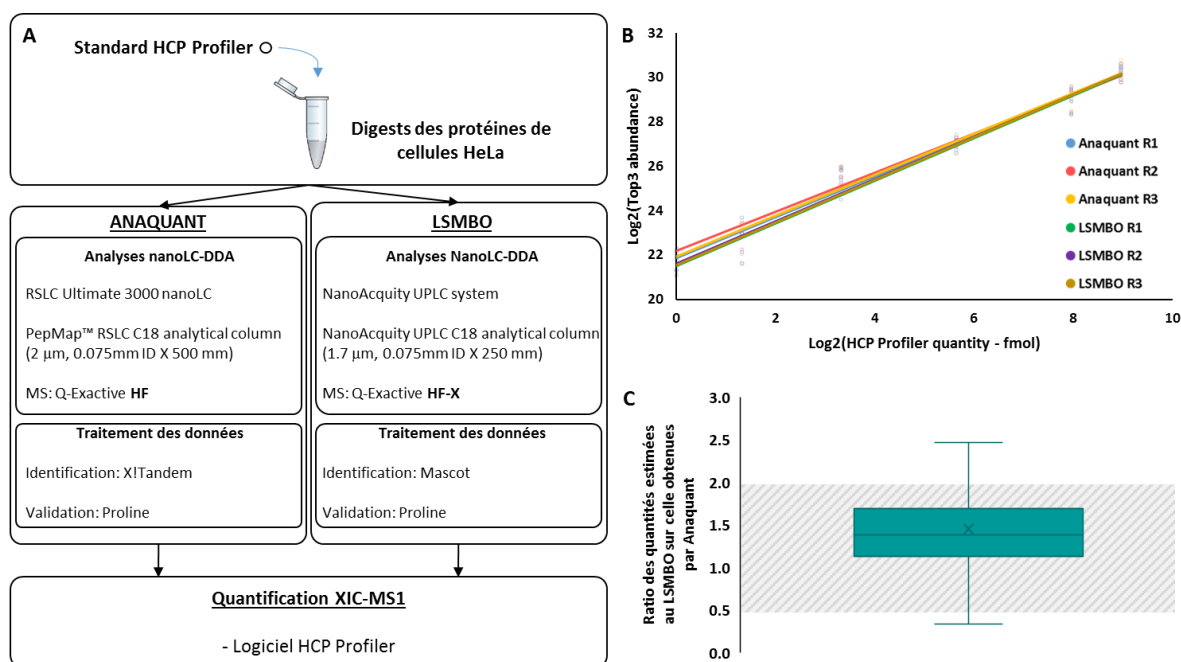 A
Standard HCP Profiler
Digests des protéines de
cellules HeLa
ANAQUANT
Analyses nanoLC-DDA
RSLC Ultimate 3000 nanoLC
PepMap™ RSLC C18 analytical column
(2 µm, 0.075mm ID X 500 mm)
MS: Q-Exactive HF
Traitement des données
Identification: X!Tandem
Validation: Proline
LSMBO
Analyses NanoLC-DDA
NanoAcquity UPLC system
NanoAcquity UPLC C18 analytical column
(1.7 µm, 0.075mm ID X 250 mm)
MS: Q-Exactive HF-X
Traitement des données
Identification: Mascot
Validation: Proline
Quantification XIC-MS1
- Logiciel HCP Profiler
B
Log2(Top3 abundance)
32
30
28
26
24
22
20
0 2 4 6 8 10
Log2(HCP Profiler quantity - fmol)
Anaquant R1
Anaquant R2
Anaquant R3
LSMBO R1
LSMBO R2
LSMBO R3
C
Ratio des quantités estimées
au LSMBO sur celle obtenues
par Anaquant
3.0
2.5
2.0
1.5
1.0
0.5
0.0